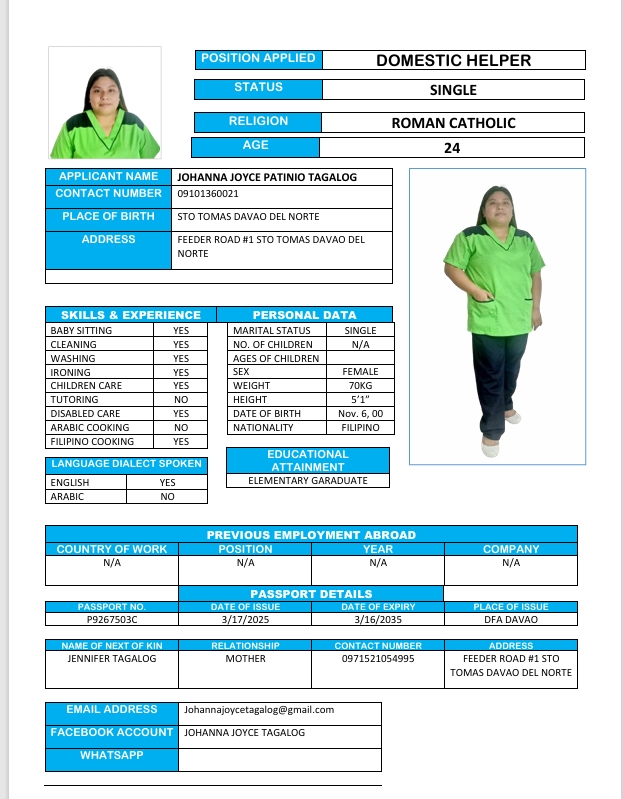 POSITION APPLIED DOMESTIC HELPER
STATUS SINGLE
RELIGION ROMAN CATHOLIC
AGE 24
APPLICANT NAME JOHANNA JOYCE PATINIO TAGALOG
CONTACT NUMBER 09101360021
PLACE OF BIRTH STO TOMAS DAVAO DEL NORTE
ADDRESS FEEDER ROAD #1 STO TOMAS DAVAO DEL
NORTE
SKILLS & EXPERIENCE
BABY SITTING YES
CLEANING YES
WASHING YES
IRONING YES
CHILDREN CARE YES
TUTORING NO
DISABLED CARE YES
ARABIC COOKING NO
FILIPINO COOKING YES
LANGUAGE DIALECT SPOKEN
ENGLISH YES
ARABIC NO
PERSONAL DATA
MARITAL STATUS SINGLE
NO. OF CHILDREN N/A
AGES OF CHILDREN
SEX FEMALE
WEIGHT 70KG
HEIGHT 5’1”
DATE OF BIRTH Nov. 6, 00
NATIONALITY FILIPINO
EDUCATIONAL
ATTAINMENT
ELEMENTARY GARADUATE
PREVIOUS EMPLOYMENT ABROAD
COUNTRY OF WORK POSITION YEAR COMPANY
N/A N/A N/A N/A
PASSPORT DETAILS
PASSPORT NO. DATE OF ISSUE DATE OF EXPIRY PLACE OF ISSUE
P9267503C 3/17/2025 3/16/2035 DFA DAVAO
NAME OF NEXT OF KIN RELATIONSHIP CONTACT NUMBER ADDRESS
JENNIFER TAGALOG MOTHER 0971521054995 FEEDER ROAD #1 STO
TOMAS DAVAO DEL NORTE
EMAIL ADDRESS Johannajoycetagalog@gmail.com
FACEBOOK ACCOUNT JOHANNA JOYCE TAGALOG
WHATSAPP